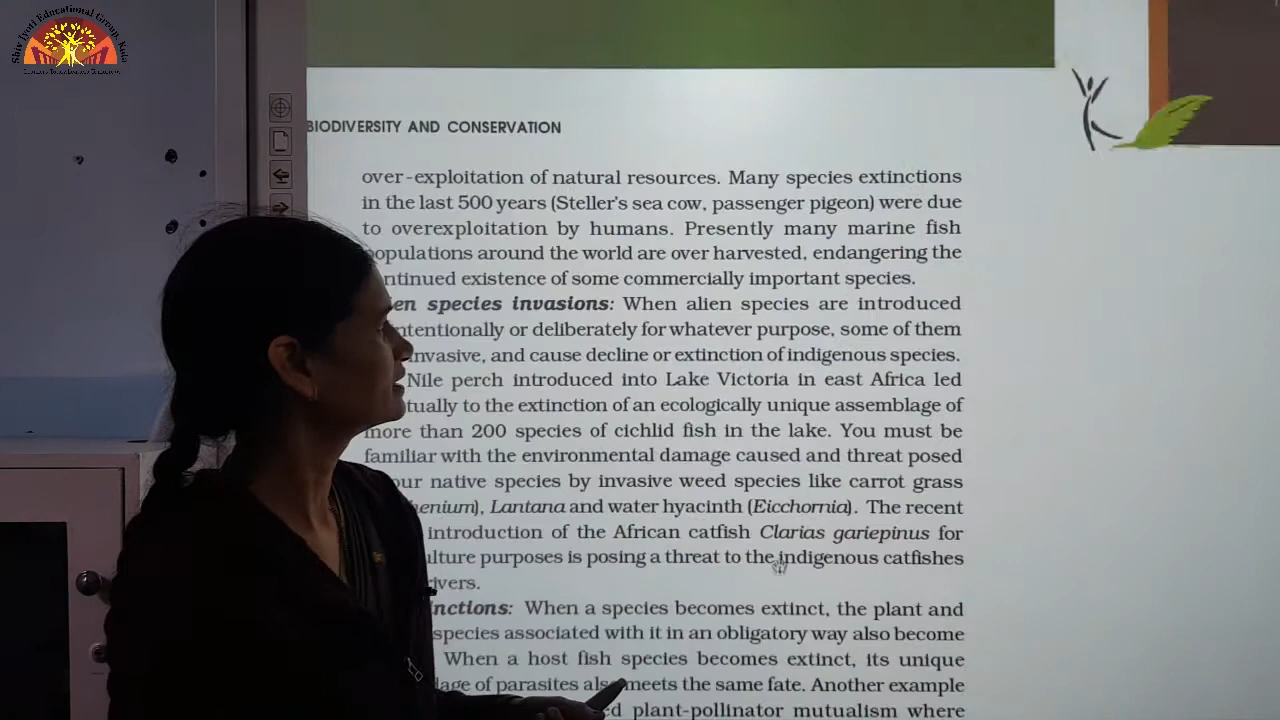 Shiv Jyoti Educational Group, Kota
BIODIVERSITY AND CONSERVATION
over-exploitation of natural resources. Many species extinctions
in the last 500 years (Steller's sea cow, passenger pigeon) were due
to overexploitation by humans. Presently many marine fish
populations around the world are over harvested, endangering the
ntinued existence of some commercially important species.
en species invasions: When alien species are introduced
ntentionally or deliberately for whatever purpose, some of them
nvasive, and cause decline or extinction of indigenous species.
Nile perch introduced into Lake Victoria in east Africa led
tually to the extinction of an ecologically unique assemblage of
more than 200 species of cichlid fish in the lake. You must be
familiar with the environmental damage caused and threat posed
our native species by invasive weed species like carrot grass
henium), Lantana and water hyacinth (Eicchornia). The recent
introduction of the African catfish Clarias gariepinus for
ulture purposes is posing a threat to the indigenous catfishes
rivers.
nctions: When a species becomes extinct, the plant and
species associated with it in an obligatory way also become
When a host fish species becomes extinct, its unique
lage of parasites also meets the same fate. Another example
ed plant-pollinator mutualism where